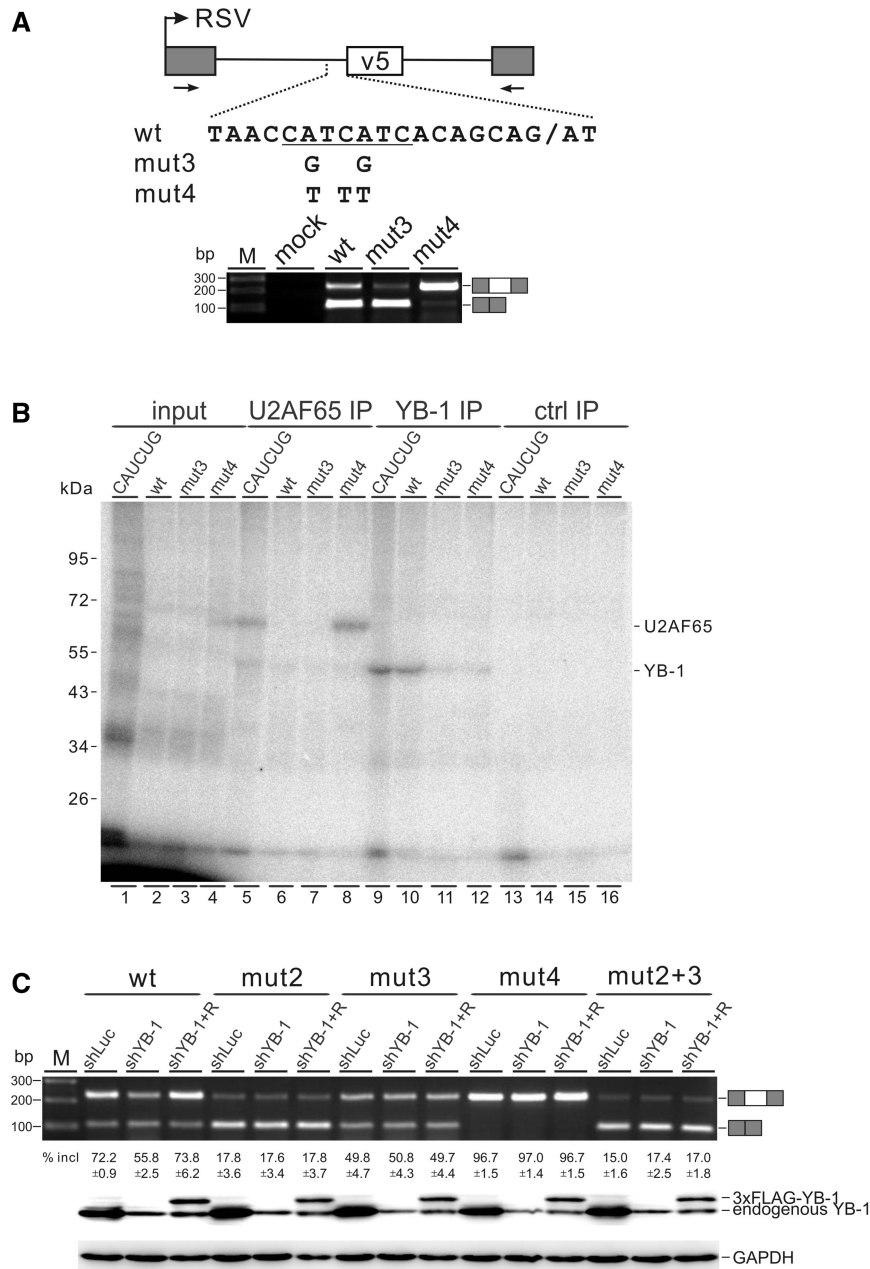 A
RSV
v5
wt TAACCATCATCACAGCAG/AT
mut3 G G
mut4 T TT
bp M mock wt mut3 mut4
300
200
100
B
input U2AF65 IP YB-1 IP ctrl IP
kDa CAUCUG wt mut3 mut4 CAUCUG wt mut3 mut4 CAUCUG wt mut3 mut4 CAUCUG wt mut3 mut4
95
72
U2AF65
55
YB-1
43
34
26
1 2 3 4 5 6 7 8 9 10 11 12 13 14 15 16
C
wt mut2 mut3 mut4 mut2+3
bp M shLuc shYB-1 shYB-1+R shLuc shYB-1 shYB-1+R shLuc shYB-1 shYB-1+R shLuc shYB-1 shYB-1+R shLuc shYB-1 shYB-1+R
300
200
100
% incl 72.2 55.8 73.8 17.8 17.6 17.8 49.8 50.8 49.7 96.7 97.0 96.7 15.0 17.4 17.0
±0.9 ±2.5 ±6.2 ±3.6 ±3.4 ±3.7 ±4.7 ±4.3 ±4.4 ±1.5 ±1.4 ±1.5 ±1.6 ±2.5 ±1.8
3xFLAG-YB-1
endogenous YB-1
GAPDH